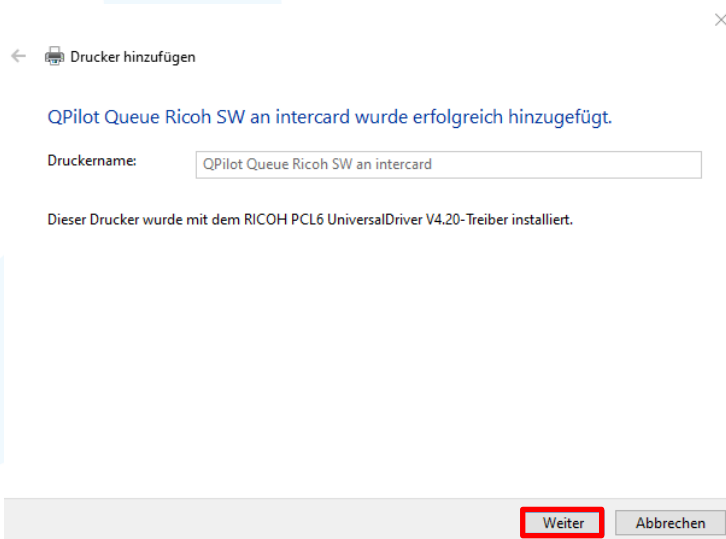 Drucker hinzufügen
QPilot Queue Ricoh SW an intercard wurde erfolgreich hinzugefügt.
Druckername: QPilot Queue Ricoh SW an intercard
Dieser Drucker wurde mit dem RICOH PCL6 UniversalDriver V4.20-Treiber installiert.
Weiter Abbrechen